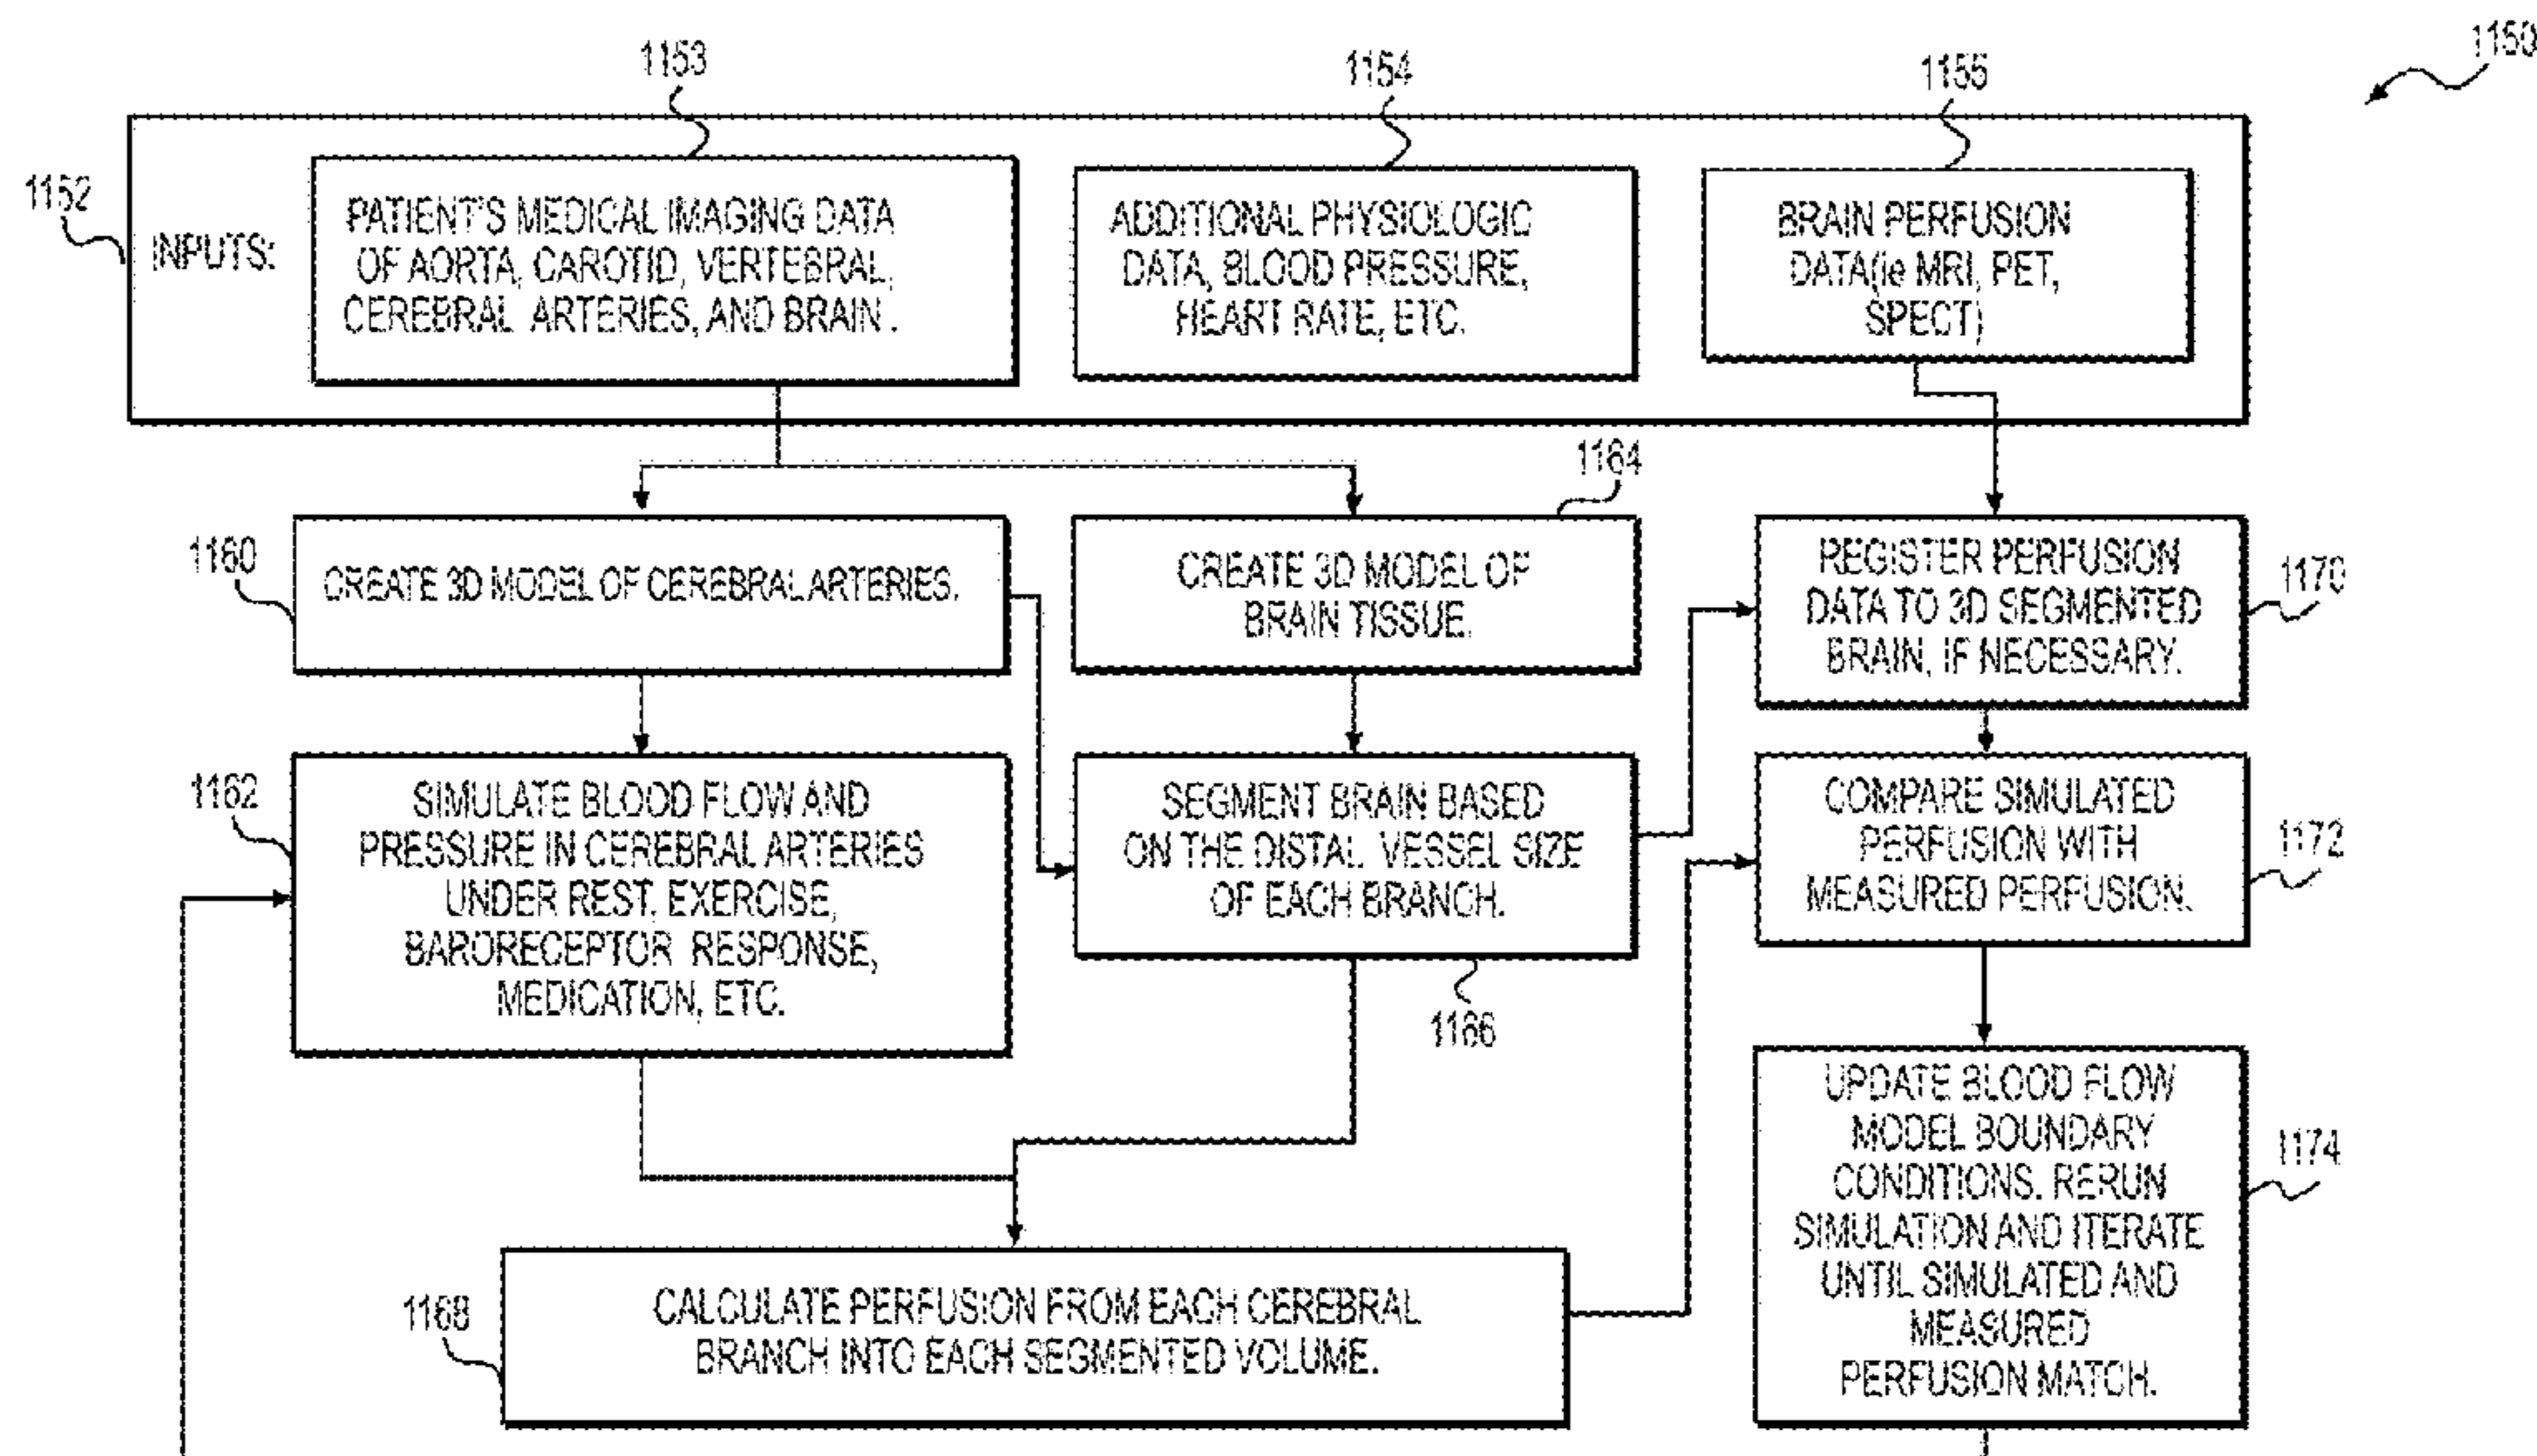 1150
1153
1154
1155
1152
INPUTS:
PATIENT'S MEDICAL IMAGING DATA
OF AORTA, CAROTID, VERTEBRAL,
CEREBRAL ARTERIES, AND BRAIN .
ADDITIONAL PHYSIOLOGIC
DATA, BLOOD PRESSURE,
HEART RATE, ETC.
BRAIN PERFUSION
DATA(ie MRI, PET,
SPECT)
1164
1160
CREATE 3D MODEL OF CEREBRAL ARTERIES.
CREATE 3D MODEL OF
BRAIN TISSUE.
REGISTER PERFUSION
DATA TO 3D SEGMENTED
BRAIN, IF NECESSARY.
1170
1162
SIMULATE BLOOD FLOW AND
PRESSURE IN CEREBRAL ARTERIES
UNDER REST, EXERCISE,
BARORECEPTOR RESPONSE,
MEDICATION, ETC.
SEGMENT BRAIN BASED
ON THE DISTAL VESSEL SIZE
OF EACH BRANCH.
1166
COMPARE SIMULATED
PERFUSION WITH
MEASURED PERFUSION.
1172
UPDATE BLOOD FLOW
MODEL BOUNDARY
CONDITIONS. RERUN
SIMULATION AND ITERATE
UNTIL SIMULATED AND
MEASURED
PERFUSION MATCH.
1174
1168
CALCULATE PERFUSION FROM EACH CEREBRAL
BRANCH INTO EACH SEGMENTED VOLUME.